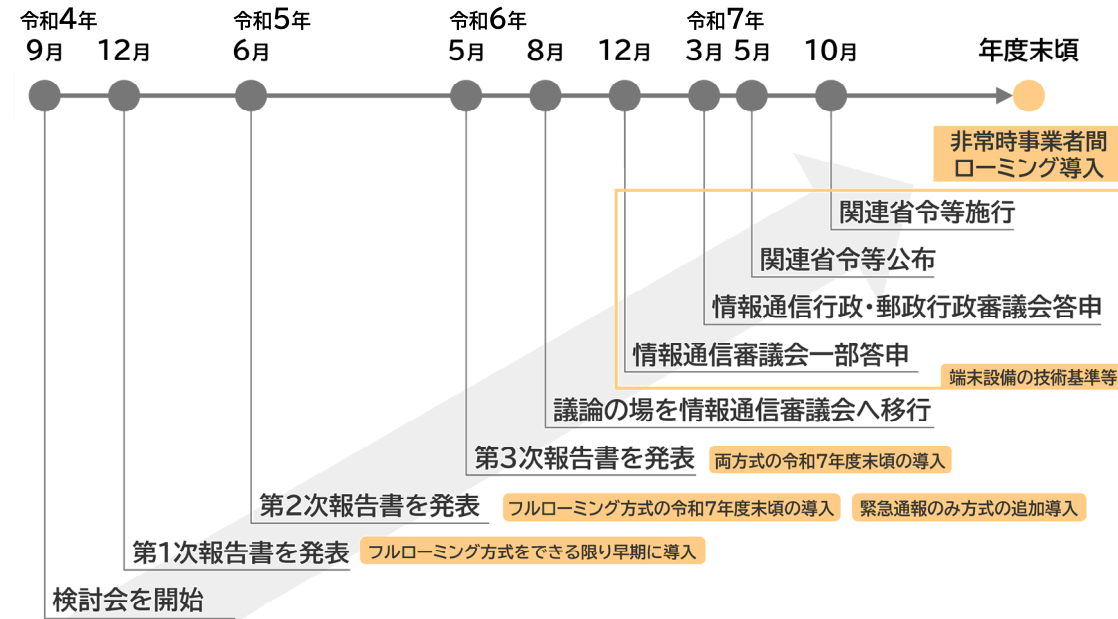 令和4年
令和5年
令和6年
令和7年
9月
12月
6月
5月
8月
12月
3月
5月
10月
年度末頃
非常時事業者間
ローミング導入
関連省令等施行
関連省令等公布
情報通信行政・郵政行政審議会答申
情報通信審議会一部答申
端末設備の技術基準等
議論の場を情報通信審議会へ移行
第3次報告書を発表
両方式の令和7年度末頃の導入
第2次報告書を発表
フルローミング方式の令和7年度末頃の導入
緊急通報のみ方式の追加導入
第1次報告書を発表
フルローミング方式をできる限り早期に導入
検討会を開始